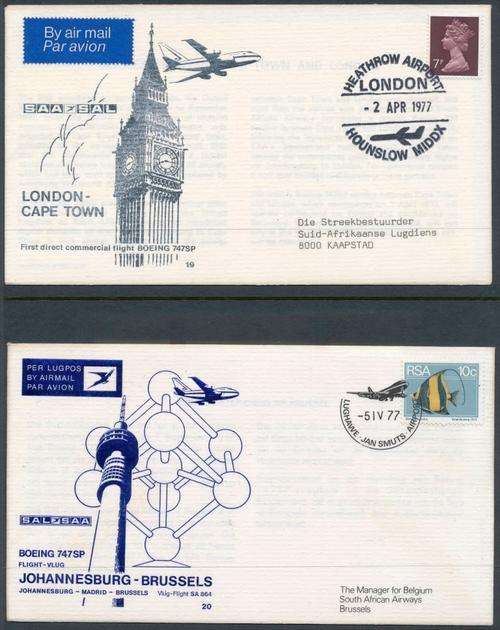 By air mail
Par avion
SAA SAL
LONDON-
CAPE TOWN
First direct commercial flight BOEING 747SP
19
7P
HEATHROW AIRPORT
LONDON
- 2 APR 1977
HOUNSLOW MIDDX
Die Streekbestuurder
Suid-Afrikaanse Lugdiens
8000 KAAPSTAD
PER LUGPOS
BY AIRMAIL
PAR AVION
SAL SAA
BOEING 747SP
FLIGHT-VLUG
JOHANNESBURG - BRUSSELS
JOHANNESBURG - MADRID - BRUSSELS Vlug-Flight SA 864
20
RSA 10c
-5 IV 77
LUGHAWE JAN SMUTS AIRPORT
The Manager for Belgium
South African Airways
Brussels